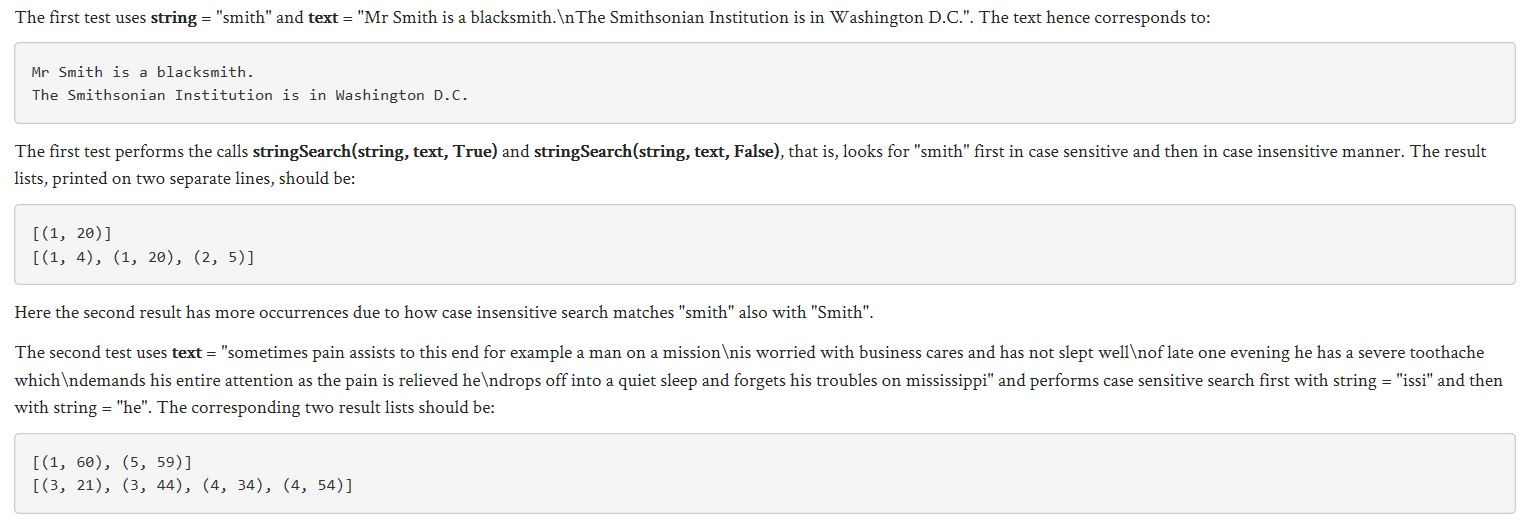 The first test uses string = "smith" and text = "Mr Smith is a blacksmith.\nThe Smithsonian Institution is in Washington D.C.". The text hence corresponds to:
Mr Smith is a blacksmith.
The Smithsonian Institution is in Washington D.C.
The first test performs the calls stringSearch(string, text, True) and stringSearch(string, text, False), that is, looks for "smith" first in case sensitive and then in case insensitive manner. The result
lists, printed on two separate lines, should be:
[(1, 20)]
[(1, 4), (1, 20), (2, 5)]
Here the second result has more occurrences due to how case insensitive search matches "smith" also with "Smith".
The second test uses text = "sometimes pain assists to this end for example a man on a mission\nis worried with business cares and has not slept well\nof late one evening he has a severe toothache
which\ndemands his entire attention as the pain is relieved he\ndrops off into a quiet sleep and forgets his troubles on mississippi" and performs case sensitive search first with string = "issi" and then
with string = "he". The corresponding two result lists should be:
[(1, 60), (5, 59)]
[(3, 21), (3, 44), (4, 34), (4, 54)]